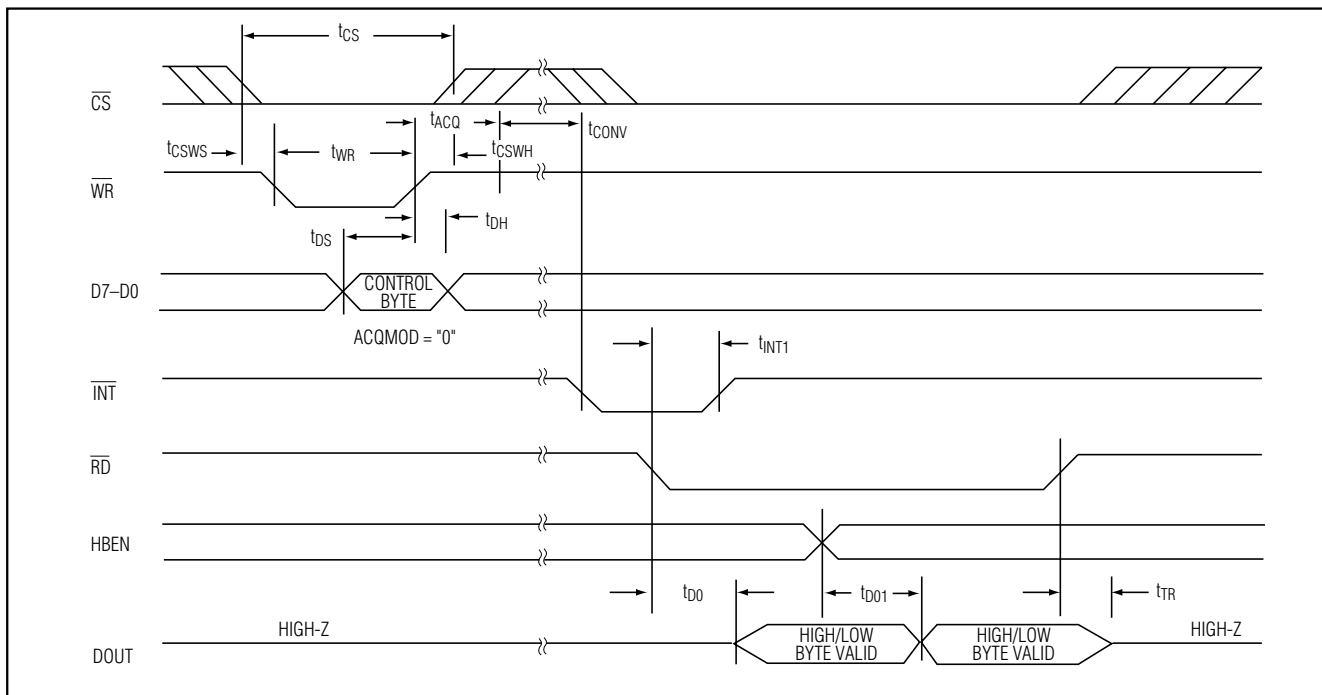 tCS
CS
tACQ
tCONV
tCSWS
tWR
tCSWH
WR
tDH
tDS
D7–D0
CONTROL
BYTE
ACQMOD = "0"
tINT1
INT
RD
HBEN
tD0
tD01
tTR
HIGH-Z
HIGH/LOW
BYTE VALID
HIGH/LOW
BYTE VALID
HIGH-Z
DOUT